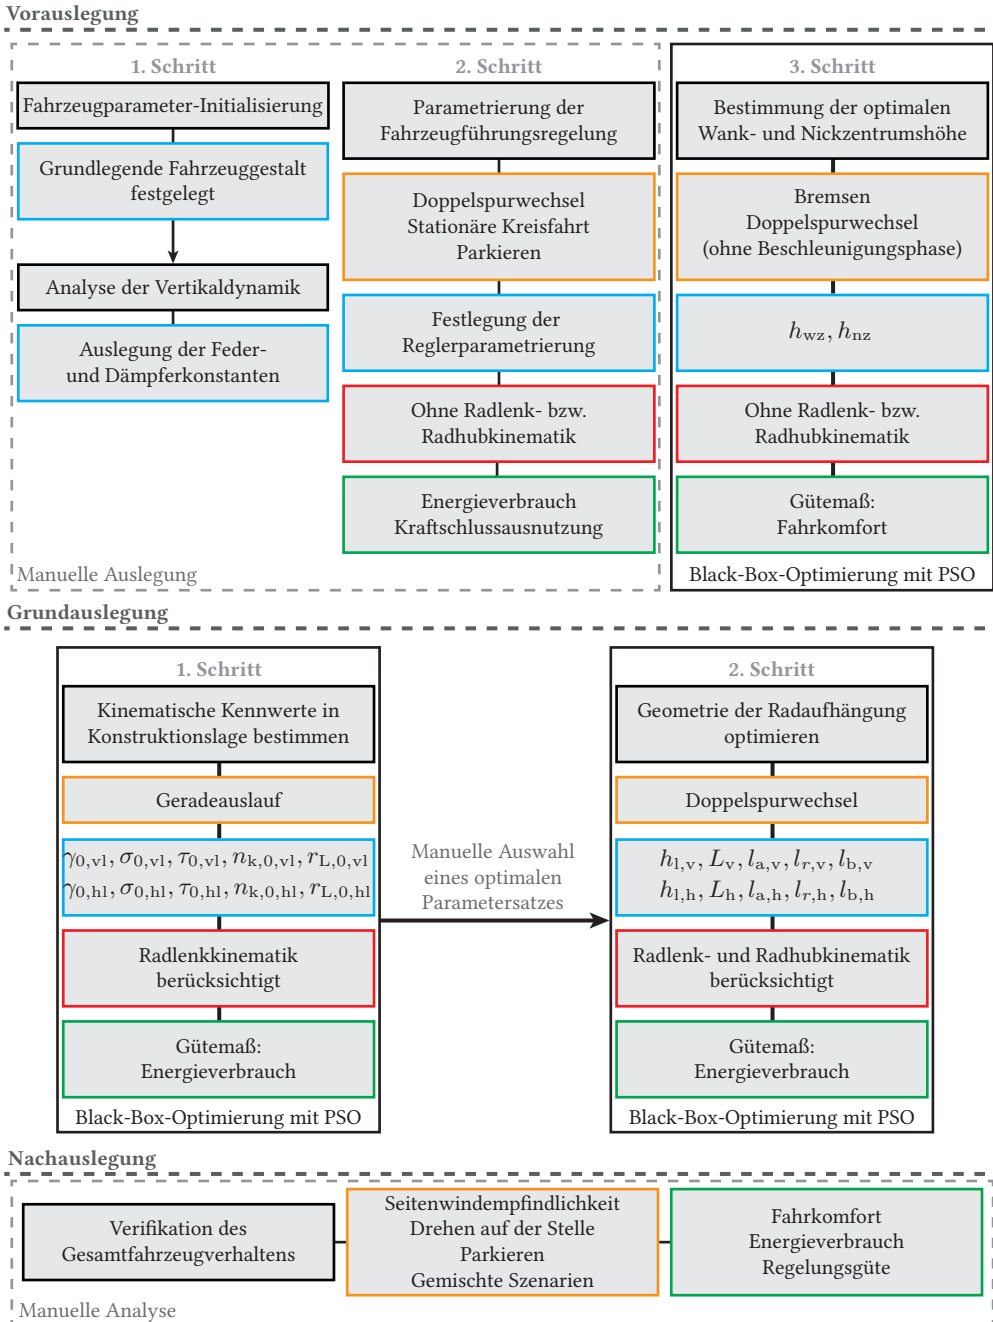 Vorauslegung
1. Schritt
Fahrzeugparameter-Initialisierung
Grundlegende Fahrzeuggestalt
festgelegt
Analyse der Vertikaldynamik
Auslegung der Feder-
und Dämpferkonstanten
2. Schritt
Parametrierung der
Fahrzeugführungsregelung
Doppelspurwechsel
Stationäre Kreisfahrt
Parkieren
Festlegung der
Reglerparametrierung
Ohne Radlenk- bzw.
Radhubkinematik
Energieverbrauch
Kraftschlussausnutzung
Manuelle Auslegung
3. Schritt
Bestimmung der optimalen
Wank- und Nickzentrumshöhe
Bremsen
Doppelspurwechsel
(ohne Beschleunigungsphase)
h_wz, h_nz
Ohne Radlenk- bzw.
Radhubkinematik
Gütemaß:
Fahrkomfort
Black-Box-Optimierung mit PSO
Grundauslegung
1. Schritt
Kinematische Kennwerte in
Konstruktionslage bestimmen
Geradeauslauf
γ_0,vl, σ_0,vl, τ_0,vl, n_k,0,vl, r_L,0,vl
γ_0,hl, σ_0,hl, τ_0,hl, n_k,0,hl, r_L,0,hl
Radlenkkinematik
berücksichtigt
Gütemaß:
Energieverbrauch
Black-Box-Optimierung mit PSO
Manuelle Auswahl
eines optimalen
Parametersatzes
2. Schritt
Geometrie der Radaufhängung
optimieren
Doppelspurwechsel
h_l,v, L_v, l_a,v, l_r,v, l_b,v
h_l,h, L_h, l_a,h, l_r,h, l_b,h
Radlenk- und Radhubkinematik
berücksichtigt
Gütemaß:
Energieverbrauch
Black-Box-Optimierung mit PSO
Nachauslegung
Verifikation des
Gesamtfahrzeugverhaltens
Seitenwindempfindlichkeit
Drehen auf der Stelle
Parkieren
Gemischte Szenarien
Fahrkomfort
Energieverbrauch
Regelungsgüte
Manuelle Analyse